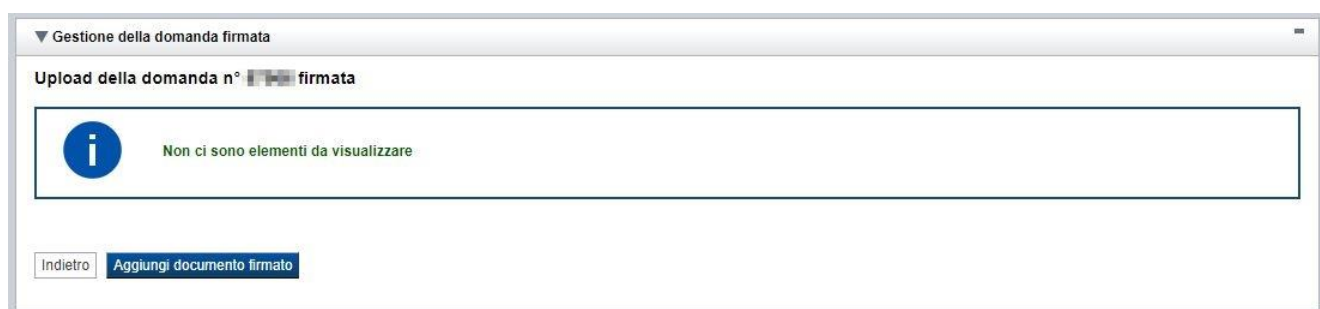 Gestione della domanda firmata
Upload della domanda n° firmata
i
Non ci sono elementi da visualizzare
Indietro Aggiungi documento firmato